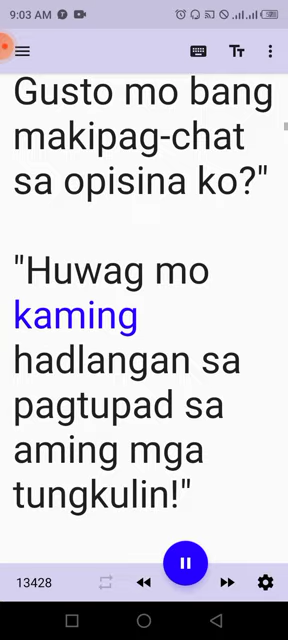 9:03 AM
Gusto mo bang
makipag-chat
sa opisina ko?"
"Huwag mo
kaming
hadlangan sa
pagtupad sa
aming mga
tungkulin!"
13428